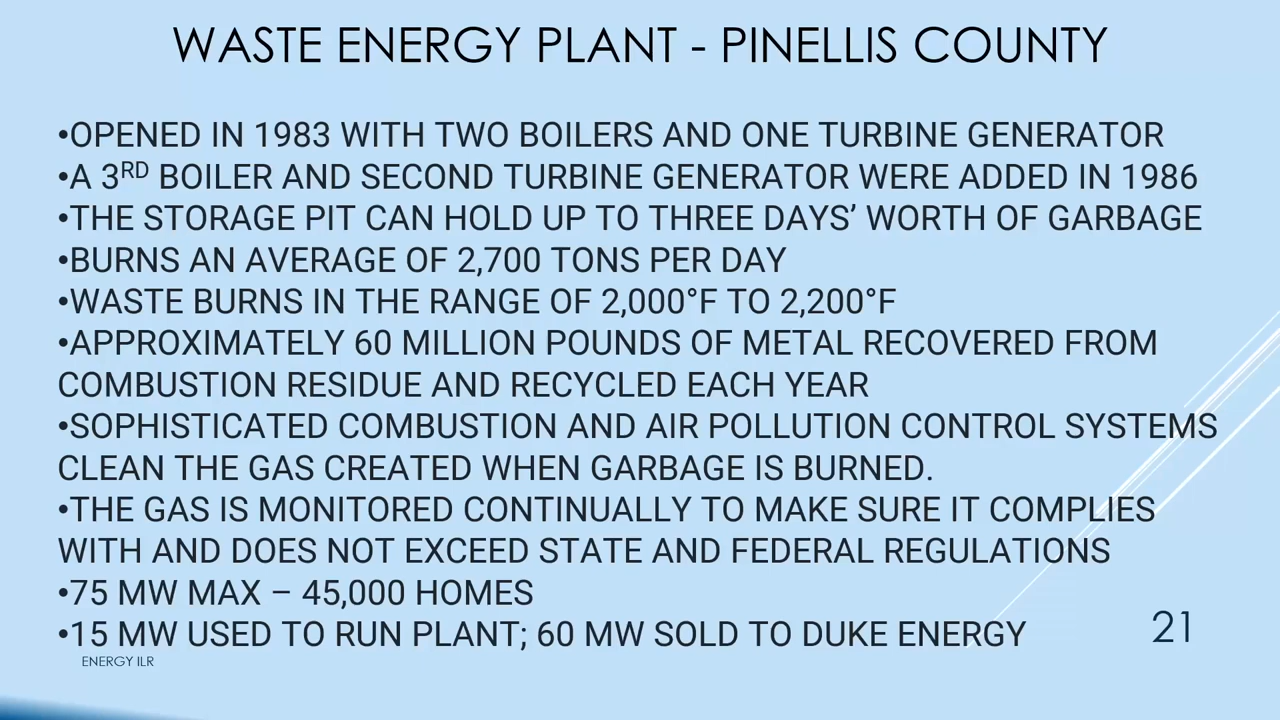 WASTE ENERGY PLANT - PINELLIS COUNTY
•OPENED IN 1983 WITH TWO BOILERS AND ONE TURBINE GENERATOR
•A 3RD BOILER AND SECOND TURBINE GENERATOR WERE ADDED IN 1986
•THE STORAGE PIT CAN HOLD UP TO THREE DAYS’ WORTH OF GARBAGE
•BURNS AN AVERAGE OF 2,700 TONS PER DAY
•WASTE BURNS IN THE RANGE OF 2,000°F TO 2,200°F
•APPROXIMATELY 60 MILLION POUNDS OF METAL RECOVERED FROM
COMBUSTION RESIDUE AND RECYCLED EACH YEAR
•SOPHISTICATED COMBUSTION AND AIR POLLUTION CONTROL SYSTEMS
CLEAN THE GAS CREATED WHEN GARBAGE IS BURNED.
•THE GAS IS MONITORED CONTINUALLY TO MAKE SURE IT COMPLIES
WITH AND DOES NOT EXCEED STATE AND FEDERAL REGULATIONS
•75 MW MAX – 45,000 HOMES
•15 MW USED TO RUN PLANT; 60 MW SOLD TO DUKE ENERGY
21
ENERGY ILR